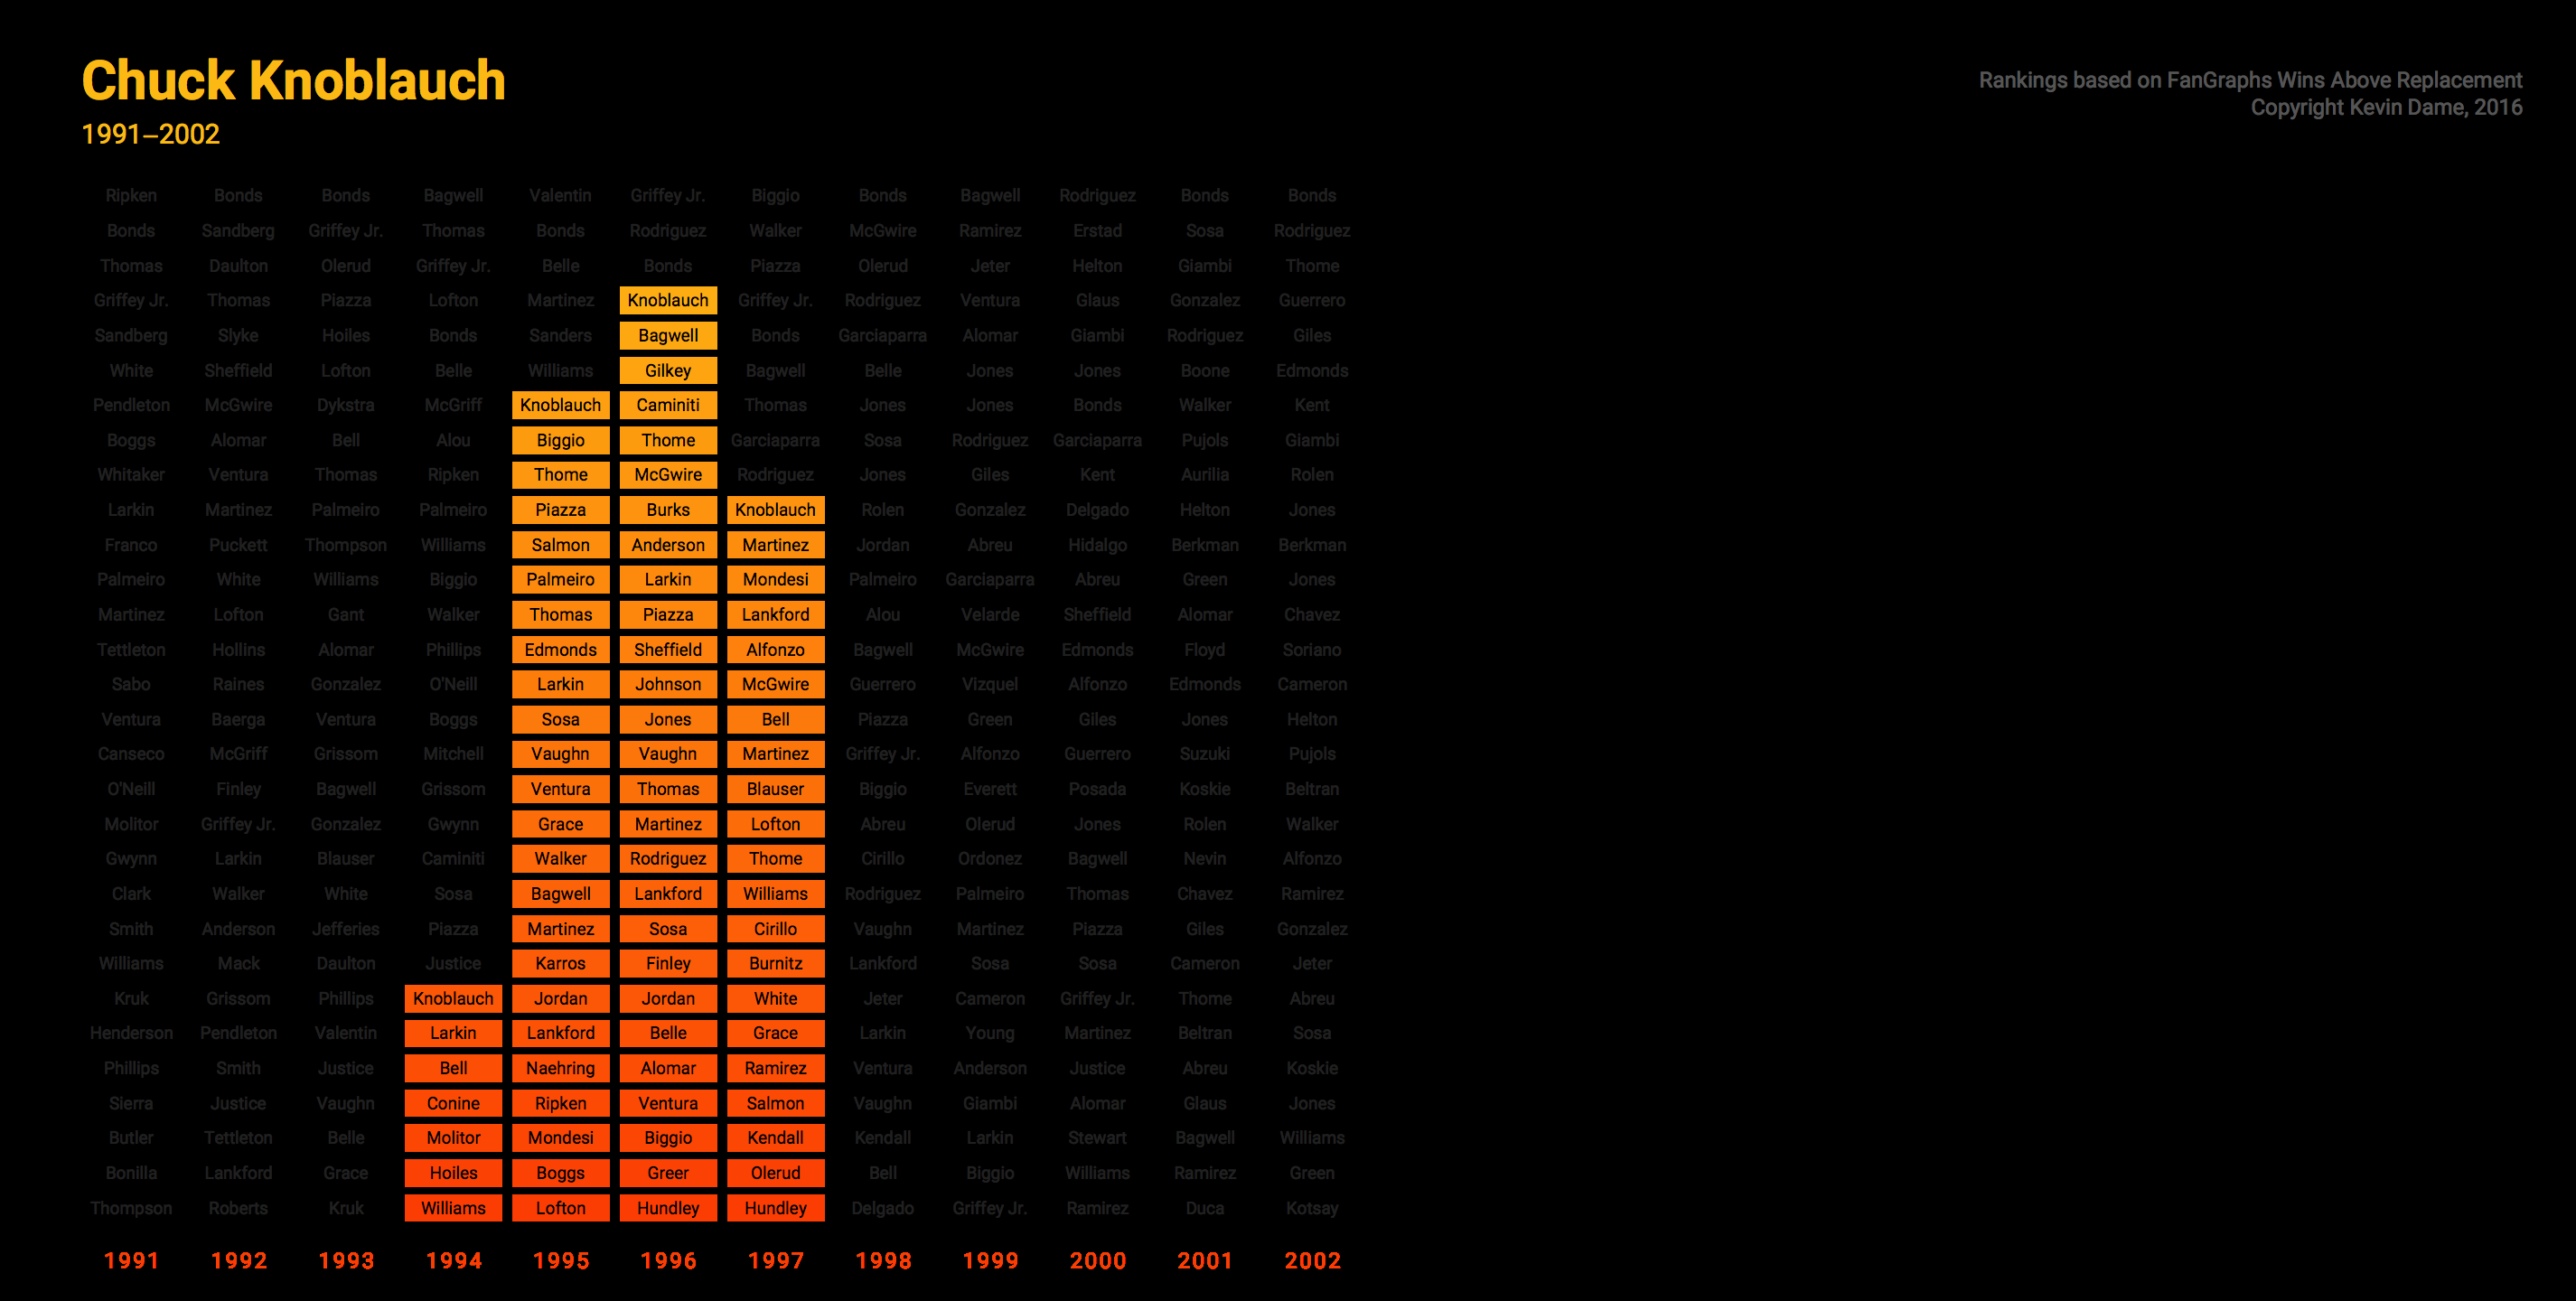 Chuck Knoblauch
1991–2002
Rankings based on FanGraphs Wins Above Replacement
Copyright Kevin Dame, 2016
Ripken Bonds Bonds Bagwell Valentin Griffey Jr. Biggio Bonds Bagwell Rodriguez Bonds Bonds
Bonds Sandberg Griffey Jr. Thomas Bonds Rodriguez Walker McGwire Ramirez Erstad Sosa Rodriguez
Thomas Daulton Olerud Griffey Jr. Belle Bonds Piazza Olerud Jeter Helton Giambi Thome
Griffey Jr. Thomas Piazza Lofton Martinez Knoblauch Griffey Jr. Rodriguez Ventura Glaus Gonzalez Guerrero
Sandberg Slyke Hoiles Bonds Sanders Bagwell Bonds Garciaparra Alomar Giambi Rodriguez Giles
White Sheffield Lofton Belle Williams Gilkey Bagwell Belle Jones Jones Boone Edmonds
Pendleton McGwire Dykstra McGriff Knoblauch Caminiti Thomas Jones Jones Bonds Walker Kent
Boggs Alomar Bell Alou Biggio Thome Garciaparra Sosa Rodriguez Garciaparra Pujols Giambi
Whitaker Ventura Thomas Ripken Thome McGwire Rodriguez Jones Giles Kent Aurilia Rolen
Larkin Martinez Palmeiro Palmeiro Piazza Burks Knoblauch Rolen Gonzalez Delgado Helton Jones
Franco Puckett Thompson Williams Salmon Anderson Martinez Jordan Abreu Hidalgo Berkman Berkman
Palmeiro White Williams Biggio Palmeiro Larkin Mondesi Palmeiro Garciaparra Abreu Green Jones
Martinez Lofton Gant Walker Thomas Piazza Lankford Alou Velarde Sheffield Alomar Chavez
Tettleton Hollins Alomar Phillips Edmonds Sheffield Alfonzo Bagwell McGwire Edmonds Floyd Soriano
Sabo Raines Gonzalez O'Neill Larkin Johnson McGwire Guerrero Vizquel Alfonzo Edmonds Cameron
Ventura Baerga Ventura Boggs Sosa Jones Bell Piazza Green Giles Jones Helton
Canseco McGriff Grissom Mitchell Vaughn Vaughn Martinez Griffey Jr. Alfonzo Guerrero Suzuki Pujols
O'Neill Finley Bagwell Grissom Ventura Thomas Blauser Biggio Everett Posada Koskie Beltran
Molitor Griffey Jr. Gonzalez Gwynn Grace Martinez Lofton Abreu Olerud Jones Rolen Walker
Gwynn Larkin Blauser Caminiti Walker Rodriguez Thome Cirillo Ordonez Bagwell Nevin Alfonzo
Clark Walker White Sosa Bagwell Lankford Williams Rodriguez Palmeiro Thomas Chavez Ramirez
Smith Anderson Jefferies Piazza Martinez Sosa Cirillo Vaughn Martinez Piazza Giles Gonzalez
Williams Mack Daulton Justice Karros Finley Burnitz Lankford Sosa Sosa Cameron Jeter
Kruk Grissom Phillips Knoblauch Jordan Jordan White Jeter Cameron Griffey Jr. Thome Abreu
Henderson Pendleton Valentin Larkin Lankford Belle Grace Larkin Young Martinez Beltran Sosa
Phillips Smith Justice Bell Naehring Alomar Ramirez Ventura Anderson Justice Abreu Koskie
Sierra Justice Vaughn Conine Ripken Ventura Salmon Vaughn Giambi Alomar Glaus Jones
Butler Tettleton Belle Molitor Mondesi Biggio Kendall Kendall Larkin Stewart Bagwell Williams
Bonilla Lankford Grace Hoiles Boggs Greer Olerud Bell Biggio Williams Ramirez Green
Thompson Roberts Kruk Williams Lofton Hundley Hundley Delgado Griffey Jr. Ramirez Duca Kotsay
1991 1992 1993 1994 1995 1996 1997 1998 1999 2000 2001 2002